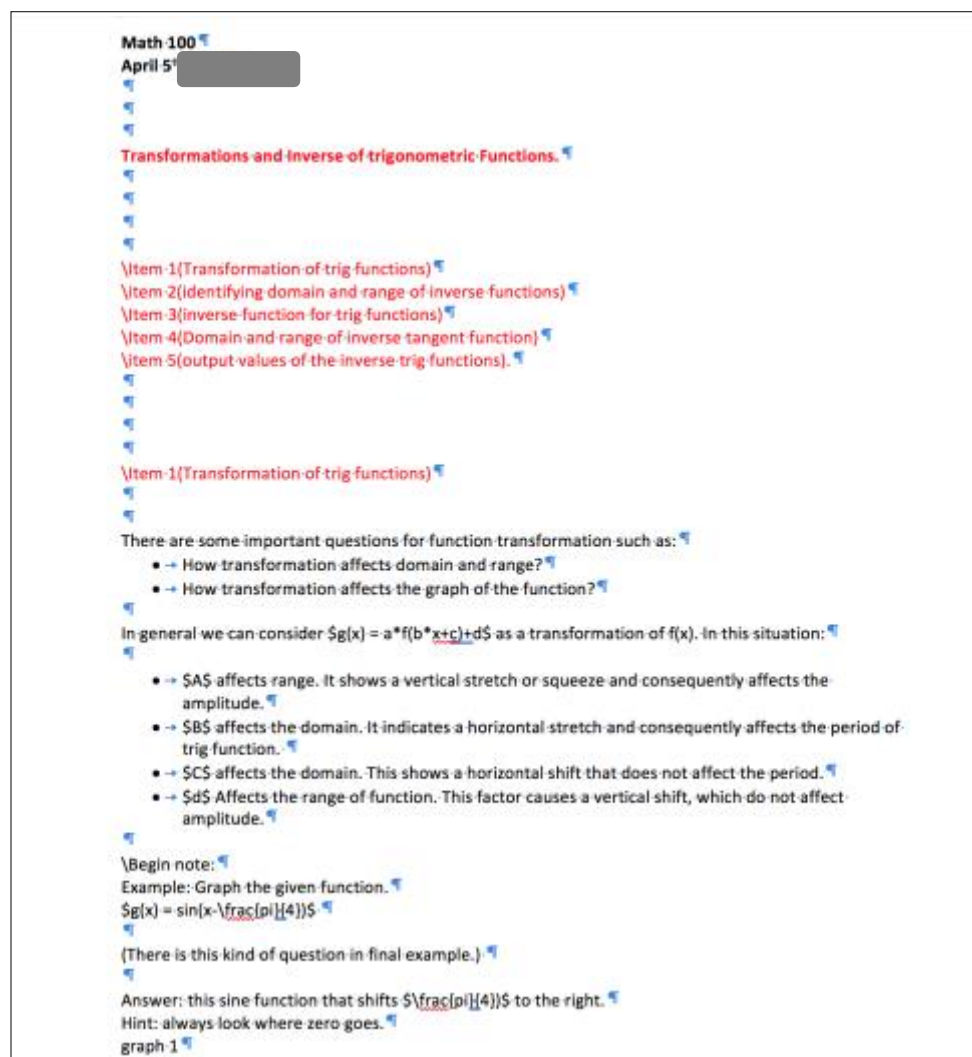 Math 100
April 5
Transformations and Inverse of trigonometric Functions.
\Item 1(Transformation of trig functions)
\Item 2(identifying domain and range of inverse functions)
\Item 3(inverse function for trig functions)
\Item 4(Domain and range of inverse tangent function)
\Item 5(output values of the inverse trig functions).
\Item 1(Transformation of trig functions)
There are some important questions for function transformation such as:
• How transformation affects domain and range?
• How transformation affects the graph of the function?
In general we can consider $g(x) = a*f(b*x+c)+d$ as a transformation of f(x). In this situation:
• $A$ affects range. It shows a vertical stretch or squeeze and consequently affects the
amplitude.
• $B$ affects the domain. It indicates a horizontal stretch and consequently affects the period of
trig function.
• $C$ affects the domain. This shows a horizontal shift that does not affect the period.
• $d$ Affects the range of function. This factor causes a vertical shift, which do not affect
amplitude.
\Begin note:
Example: Graph the given function.
$g(x) = sin(x-\frac{pi}{4})$
(There is this kind of question in final example.)
Answer: this sine function that shifts $\frac{pi}{4})$ to the right.
Hint: always look where zero goes.
graph 1